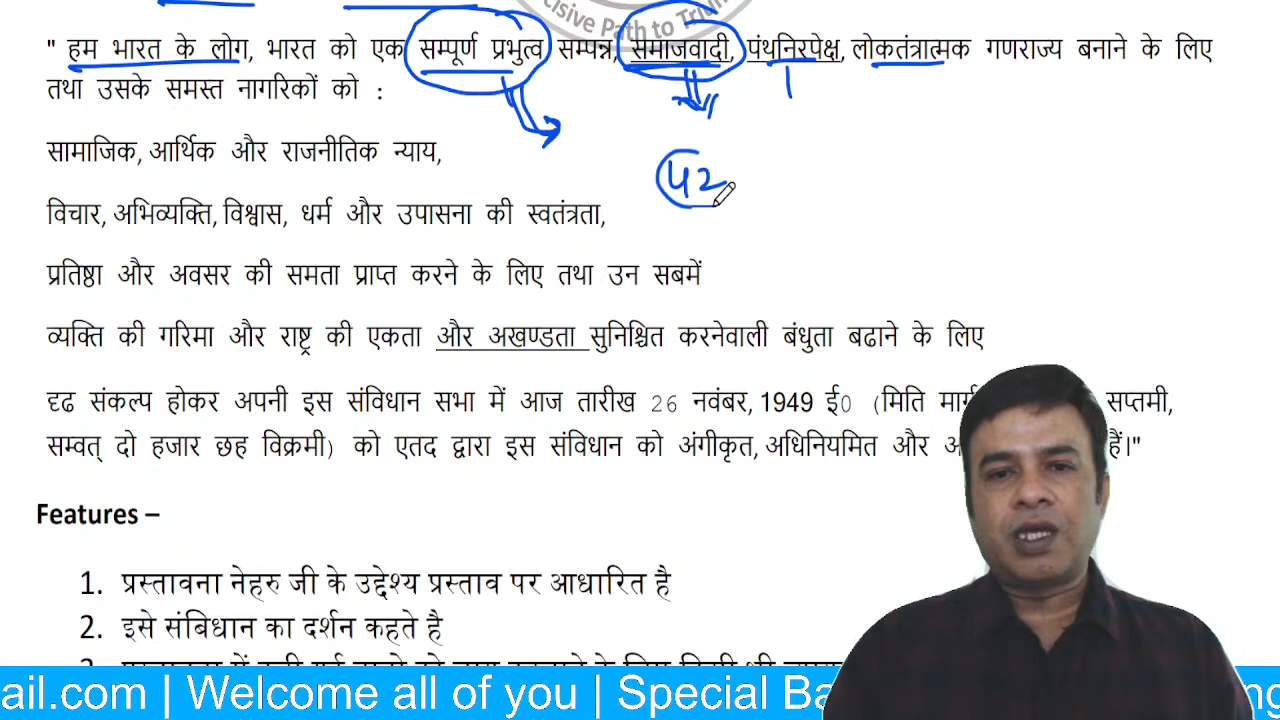 cisive Path to Trium
" हम भारत के लोग, भारत को एक सम्पूर्ण प्रभुत्व सम्पन्न, समाजवादी, पंथनिरपेक्ष, लोकतंत्रात्मक गणराज्य बनाने के लिए
तथा उसके समस्त नागरिकों को :
सामाजिक, आर्थिक और राजनीतिक न्याय,
42
विचार, अभिव्यक्ति, विश्वास, धर्म और उपासना की स्वतंत्रता,
प्रतिष्ठा और अवसर की समता प्राप्त करने के लिए तथा उन सबमें
व्यक्ति की गरिमा और राष्ट्र की एकता और अखण्डता सुनिश्चित करनेवाली बंधुता बढाने के लिए
दृढ संकल्प होकर अपनी इस संविधान सभा में आज तारीख 26 नवंबर, 1949 ई0 (मिति सप्तमी,
सम्वत् दो हजार छह विक्रमी) को एतद द्वारा इस संविधान को अंगीकृत, अधिनियमित और हैं।"
Features –
1. प्रस्तावना नेहरु जी के उद्देश्य प्रस्ताव पर आधारित है
2. इसे संबिधान का दर्शन कहते है
ail.com | Welcome all of you | Special Ba